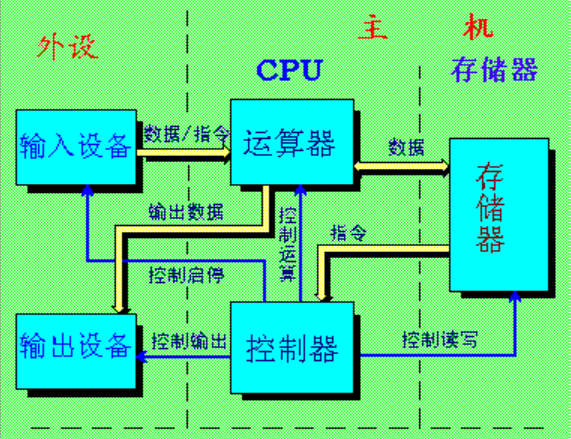 外设
主 机
CPU
存储器
输入设备
数据/指令
运算器
数据
存储器
输出数据
控制运算
指令
控制启停
输出设备
控制输出
控制器
控制读写